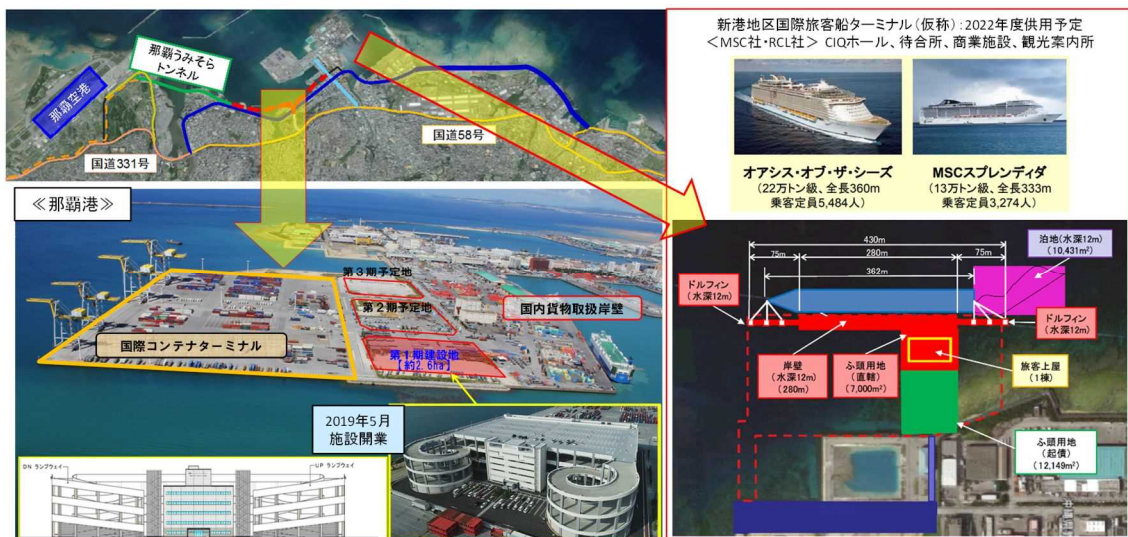 那覇うみそら
トンネル
那覇空港
国道331号
国道58号
≪那覇港≫
第3期予定地
第2期予定地
国内貨物取扱岸壁
国際コンテナターミナル
第1期建設地
【約2.6ha】
2019年5月
施設開業
DN ランプウェイ
UP ランプウェイ
新港地区国際旅客船ターミナル(仮称):2022年度供用予定
<MSC社・RCL社> CIQホール、待合所、商業施設、観光案内所
オアシス・オブ・ザ・シーズ
(22万トン級、全長360m
乗客定員5,484人)
MSCスプレンディダ
(13万トン級、全長333m
乗客定員3,274人)
430m
75m
280m
75m
362m
泊地(水深12m)
(10,431m²)
ドルフィン
(水深12m)
ドルフィン
(水深12m)
岸壁
(水深12m)
(280m)
ふ頭用地
(直轄)
(7,000m²)
旅客上屋
(1棟)
ふ頭用地
(起債)
(12,149m²)